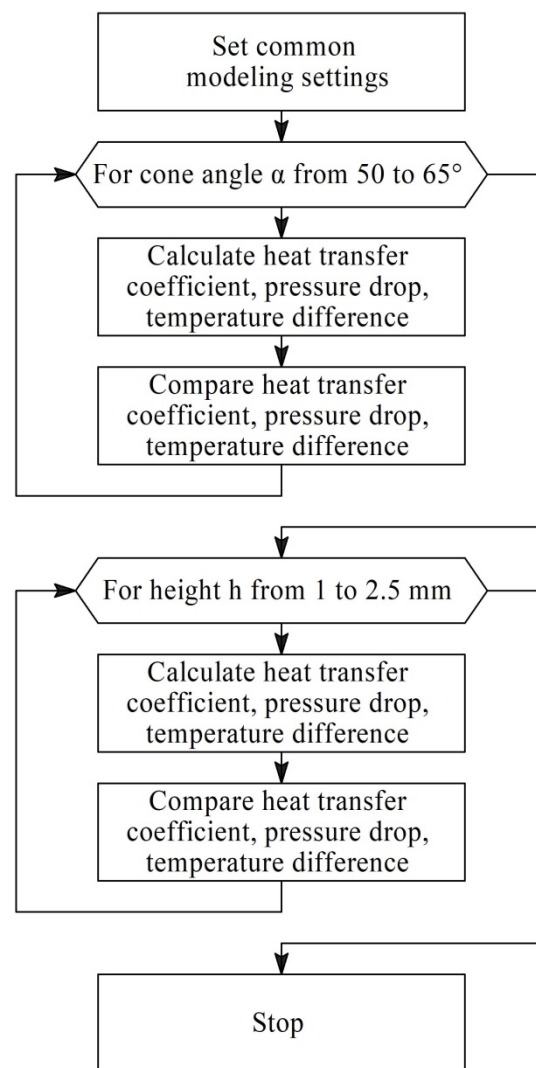 Set common
modeling settings
For cone angle α from 50 to 65°
Calculate heat transfer
coefficient, pressure drop,
temperature difference
Compare heat transfer
coefficient, pressure drop,
temperature difference
For height h from 1 to 2.5 mm
Calculate heat transfer
coefficient, pressure drop,
temperature difference
Compare heat transfer
coefficient, pressure drop,
temperature difference
Stop